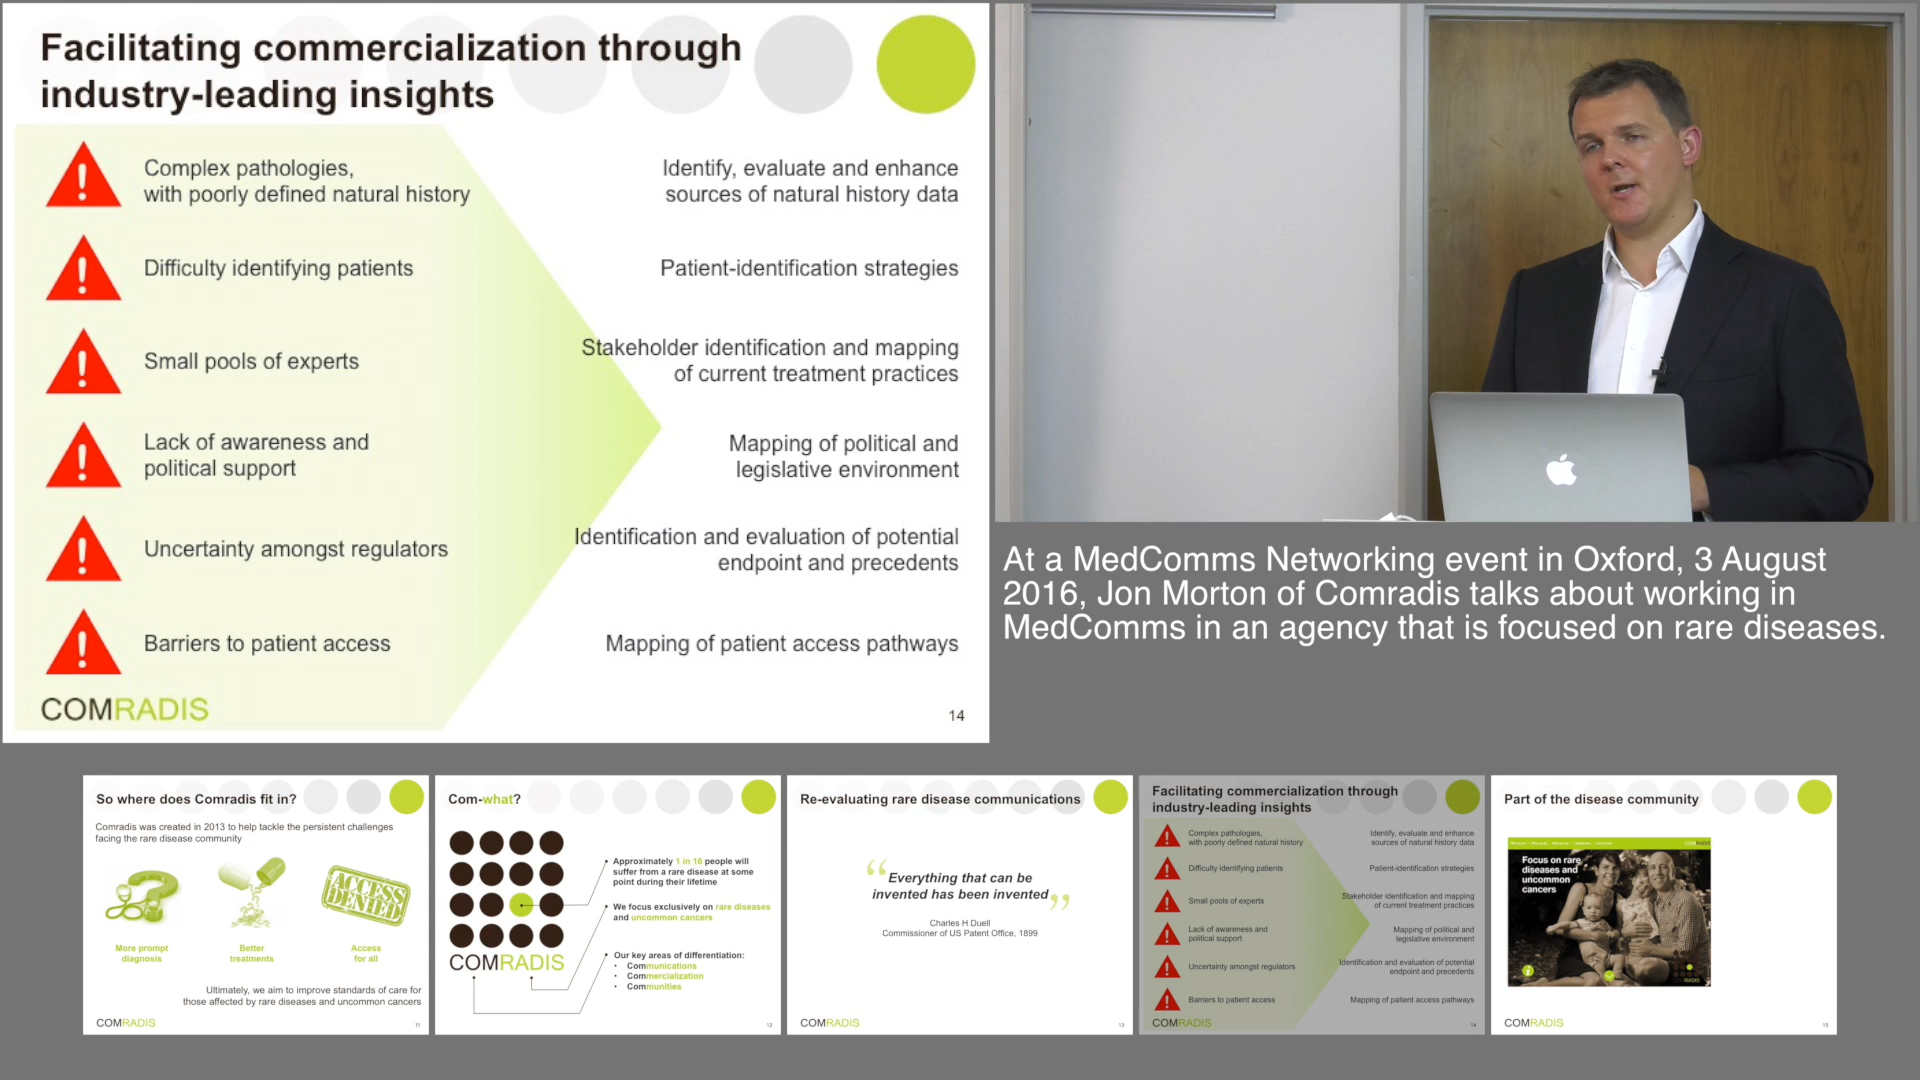 Facilitating commercialization through
industry-leading insights
Complex pathologies,
with poorly defined natural history
Identify, evaluate and enhance
sources of natural history data
Difficulty identifying patients
Patient-identification strategies
Small pools of experts
Stakeholder identification and mapping
of current treatment practices
Lack of awareness and
political support
Mapping of political and
legislative environment
Uncertainty amongst regulators
Identification and evaluation of potential
endpoint and precedents
Barriers to patient access
Mapping of patient access pathways
COMRADIS
14
At a MedComms Networking event in Oxford, 3 August
2016, Jon Morton of Comradis talks about working in
MedComms in an agency that is focused on rare diseases.
So where does Comradis fit in?
Comradis was created in 2013 to help tackle the persistent challenges
facing the rare disease community
ACCESS
DENIED
More prompt
diagnosis
Better
treatments
Access
for all
Ultimately, we aim to improve standards of care for
those affected by rare diseases and uncommon cancers
COMRADIS
11
Com-what?
Approximately 1 in 16 people will
suffer from a rare disease at some
point during their lifetime
We focus exclusively on rare diseases
and uncommon cancers
Our key areas of differentiation:
• Communications
• Commercialization
• Communities
COMRADIS
12
Re-evaluating rare disease communications
“Everything that can be
invented has been invented”
Charles H Duell
Commissioner of US Patent Office, 1899
COMRADIS
13
Facilitating commercialization through
industry-leading insights
Complex pathologies,
with poorly defined natural history
Identify, evaluate and enhance
sources of natural history data
Difficulty identifying patients
Patient-identification strategies
Small pools of experts
Stakeholder identification and mapping
of current treatment practices
Lack of awareness and
political support
Mapping of political and
legislative environment
Uncertainty amongst regulators
Identification and evaluation of potential
endpoint and precedents
Barriers to patient access
Mapping of patient access pathways
COMRADIS
14
Part of the disease community
Focus on rare
diseases and
uncommon
cancers
COMRADIS
15